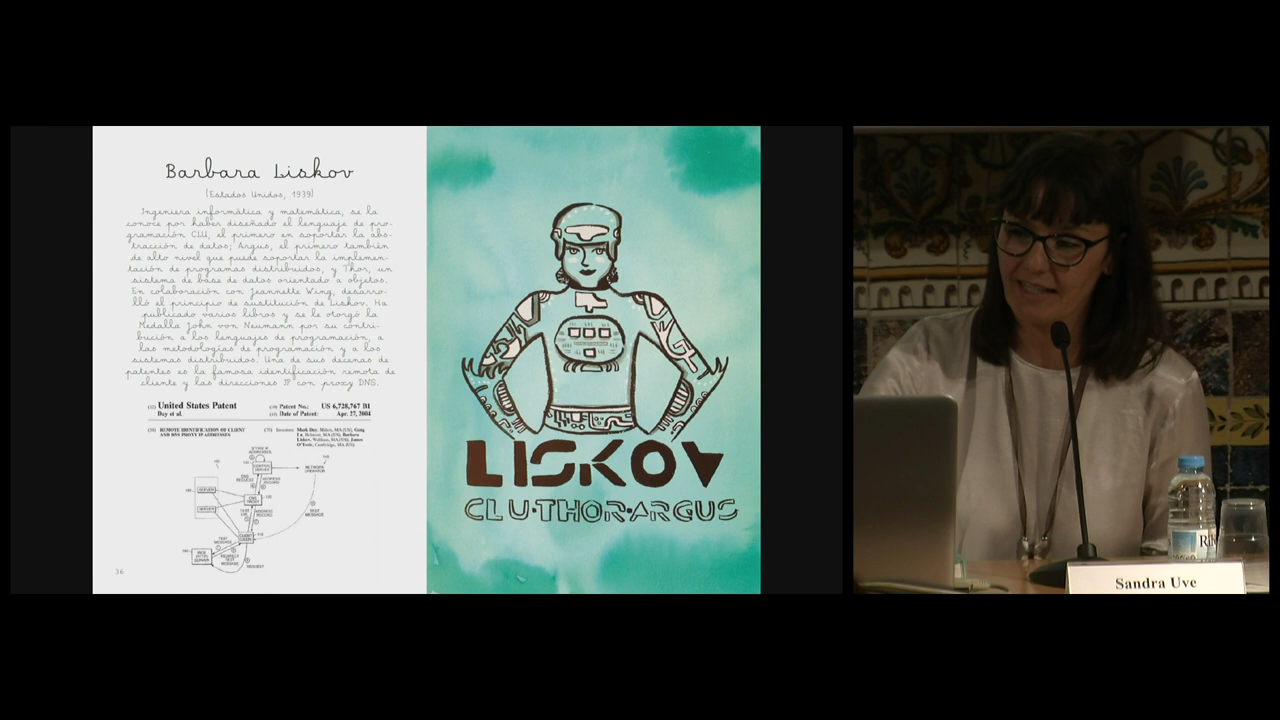 Barbara Liskov
(Estados Unidos, 1939)
Ingeniera informática y matemática, se la
conoce por haber diseñado el lenguaje de pro-
gramación CLU, el primero en soportar la abs-
tracción de datos; Argus, el primero también
de alto nivel que puede soportar la implemen-
tación de programas distribuidos, y Thor, un
sistema de base de datos orientado a objetos.
En colaboración con Jeannette Wing, desarro-
lló el principio de sustitución de Liskov. Ha
publicado varios libros y se le otorgó la
Medalla John von Neumann por su contri-
bución a los lenguajes de programación, a
las metodologías de programación y a los
sistemas distribuidos. Una de sus decenas de
patentes es la famosa identificación remota de
cliente y las direcciones IP con proxy DNS.
United States Patent
Day et al.
Patent No.: US 6,728,767 B1
Date of Patent: Apr. 27, 2004
REMOTE IDENTIFICATION OF CLIENT
AND DNS PROXY IP ADDRESSES
36
LISKOV
CLU·THOR·ARGUS
Sandra Uve